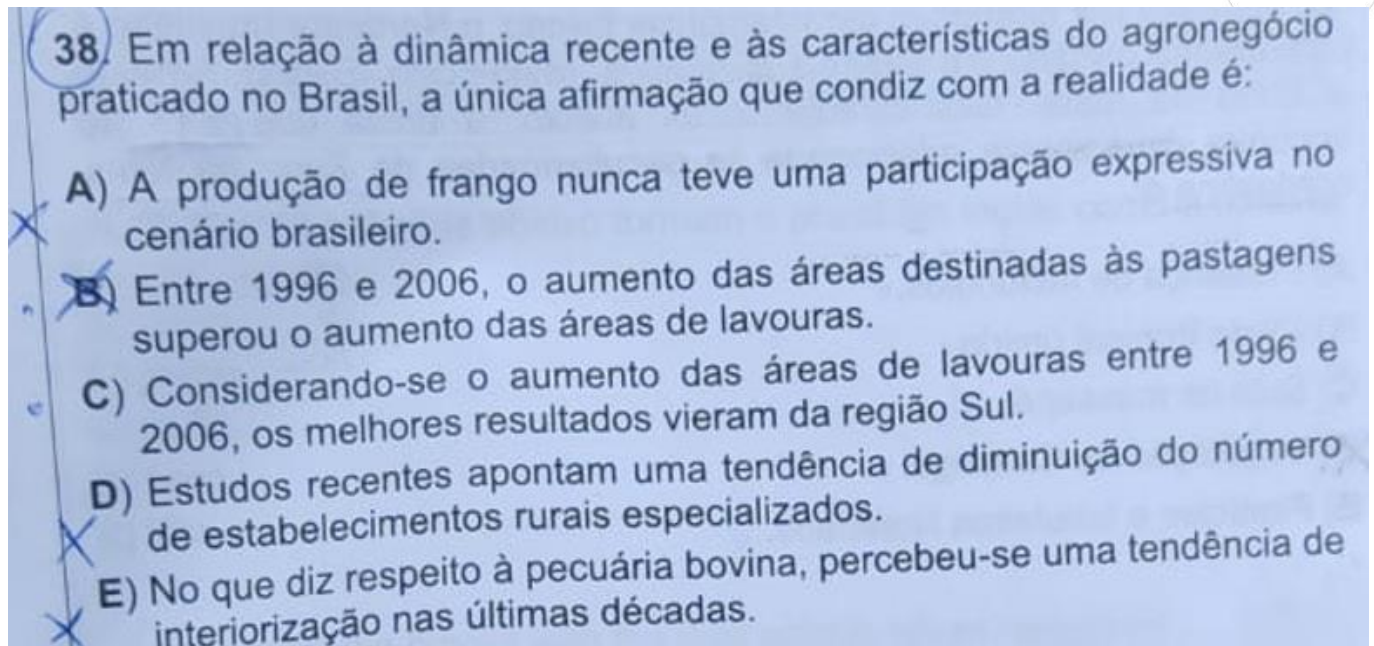 38. Em relação à dinâmica recente e às características do agronegócio
praticado no Brasil, a única afirmação que condiz com a realidade é:
A) A produção de frango nunca teve uma participação expressiva no
cenário brasileiro.
B) Entre 1996 e 2006, o aumento das áreas destinadas às pastagens
superou o aumento das áreas de lavouras.
C) Considerando-se o aumento das áreas de lavouras entre 1996 e
2006, os melhores resultados vieram da região Sul.
D) Estudos recentes apontam uma tendência de diminuição do número
de estabelecimentos rurais especializados.
E) No que diz respeito à pecuária bovina, percebeu-se uma tendência de
interiorização nas últimas décadas.